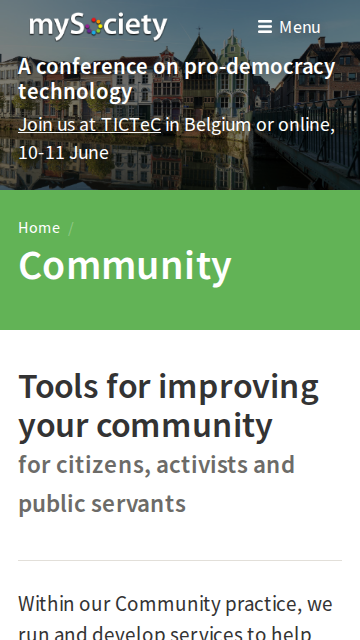 mySociety
Menu
A conference on pro-democracy
technology
Join us at TICTeC in Belgium or online,
10-11 June
Home /
Community
Tools for improving
your community
for citizens, activists and
public servants
Within our Community practice, we
run and develop services to help